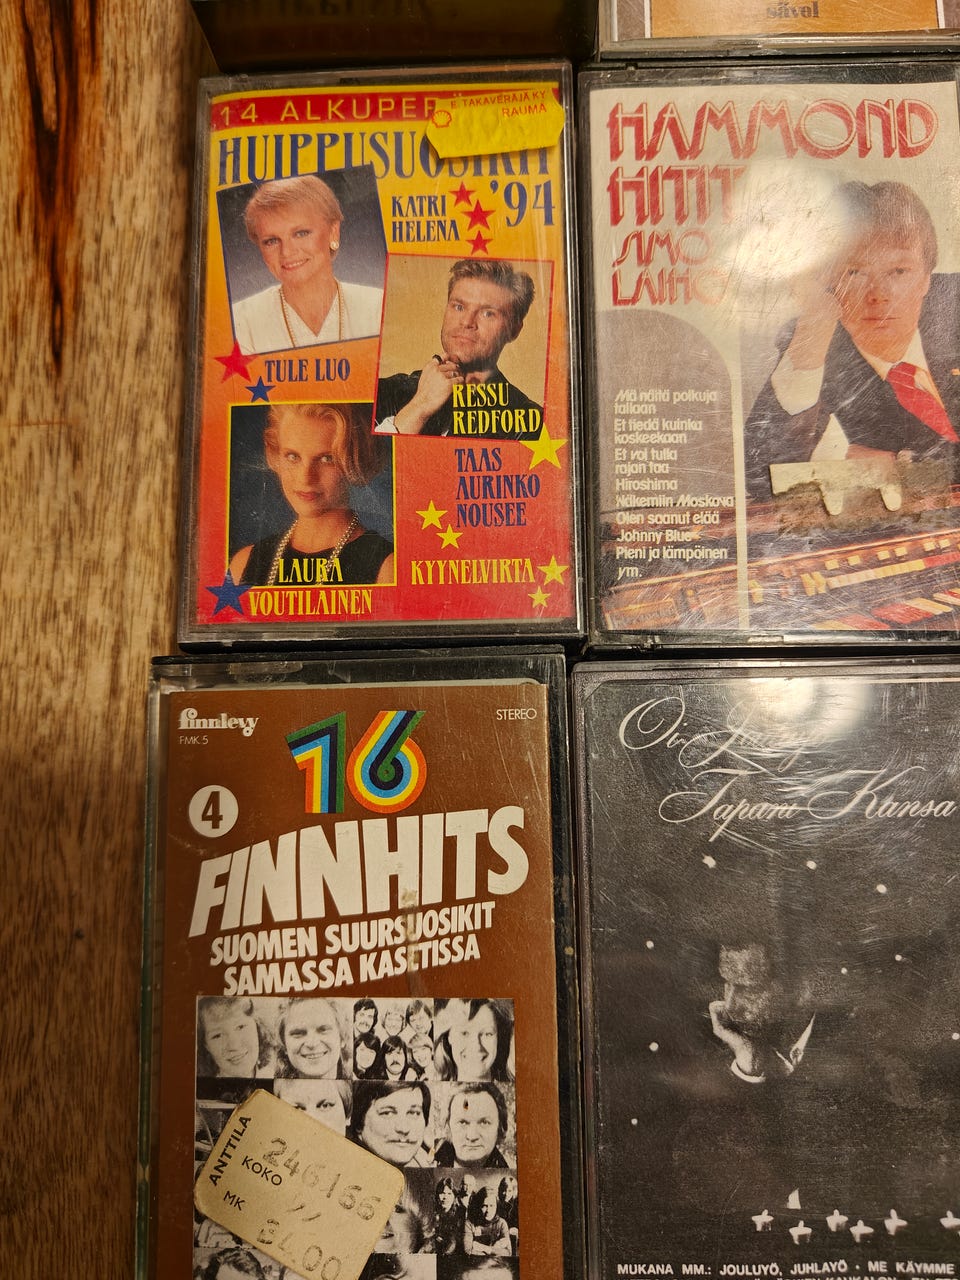 sävel
14 ALKUPER
E. TAKAVERÄJÄ KY
RAUMA
HUIPPUSUOSIKIT
'94
KATRI
HELENA
TULE LUO
RESSU
REDFORD
TAAS
AURINKO
NOUSEE
LAURA
VOUTILAINEN
KYYNELVIRTA
HAMMOND
HITIT
SIMO
Mä näitä polkuja
tallaan
Et tiedä kuinka
koskeekaan
Et voi tulla
rajan taa
Hiroshima
Näkemiin Moskova
Olen saanut elää
Johnny Blue
Pieni ja lämpöinen
ym.
finnlevy
FMK 5
STEREO
16
4
FINNHITS
SUOMEN SUURSUOSIKIT
SAMASSA KASETISSA
ANTTILA
KOKO
MK
246166
84.00
Oi
Tapani Kansa
MUKANA MM.: JOULUYÖ, JUHLAYÖ · ME KÄYMME